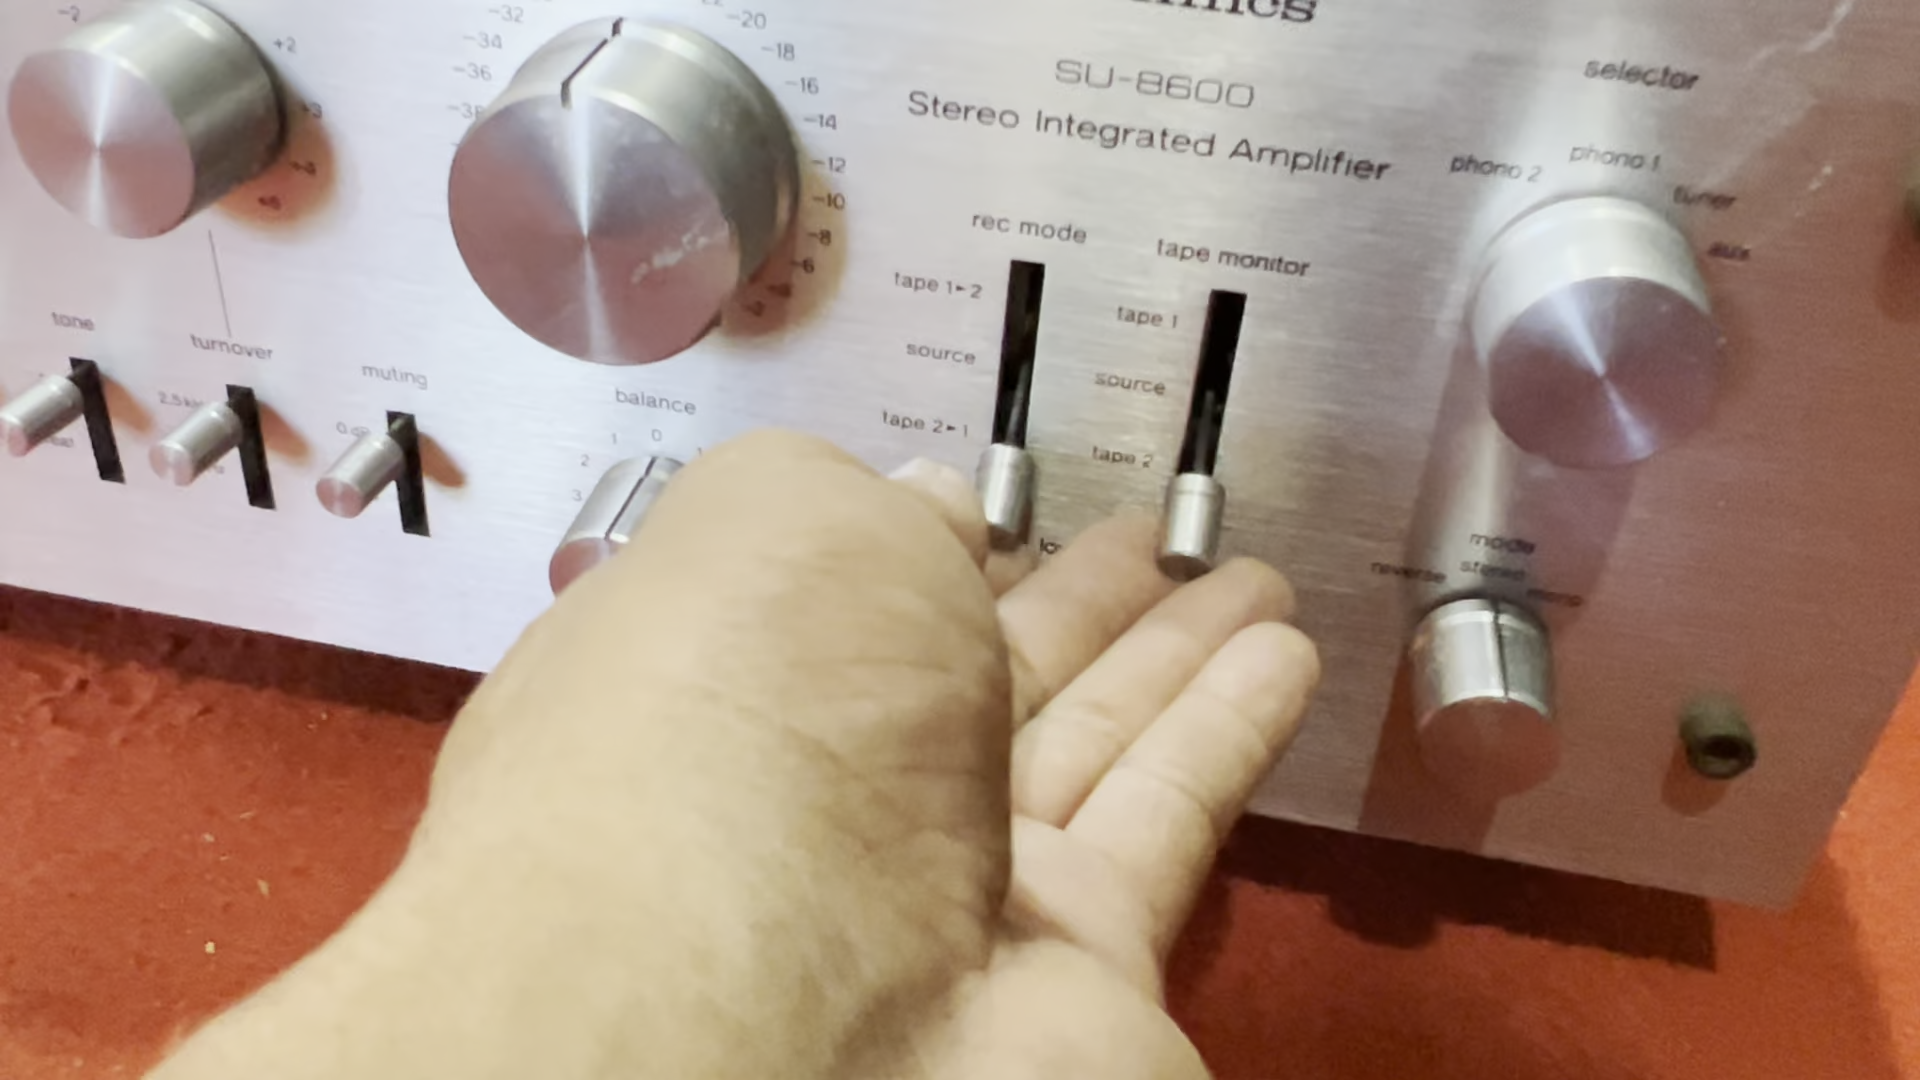 SU-8600
Stereo Integrated Amplifier
selector
phono 2
phono 1
tuner
aux
-2
+2
-32
-34
-36
-20
-18
-16
-14
-12
-10
-8
-6
rec mode
tape 1▸2
source
tape 2▸1
tape monitor
tape 1
source
tape 2
tone
turnover
muting
balance
0
1
2
3
mode
reverse
stereo
mono